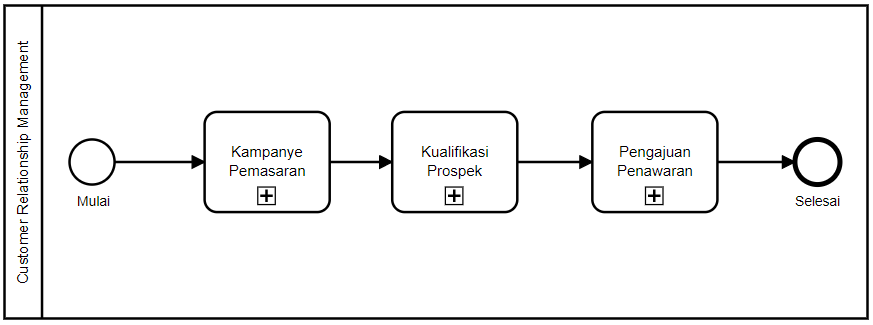 Customer Relationship Management
Mulai
Kampanye
Pemasaran
Kualifikasi
Prospek
Pengajuan
Penawaran
Selesai